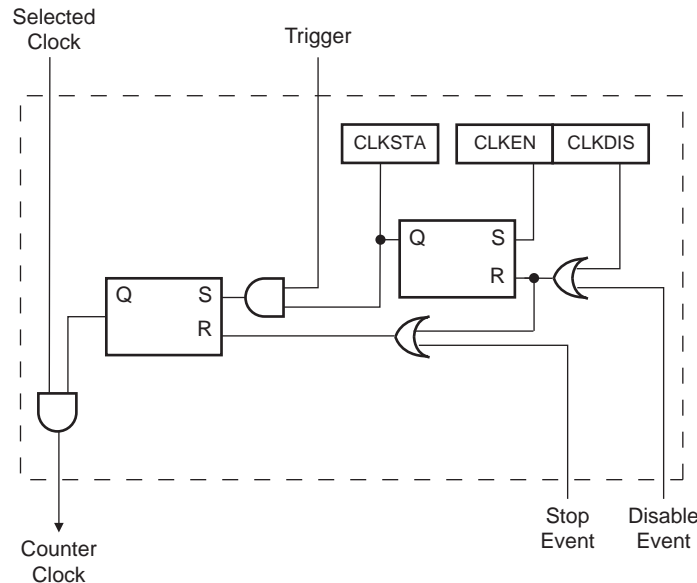 Selected
Clock
Trigger
CLKSTA
CLKEN
CLKDIS
Q
S
R
Q
S
R
Stop
Event
Disable
Event
Counter
Clock